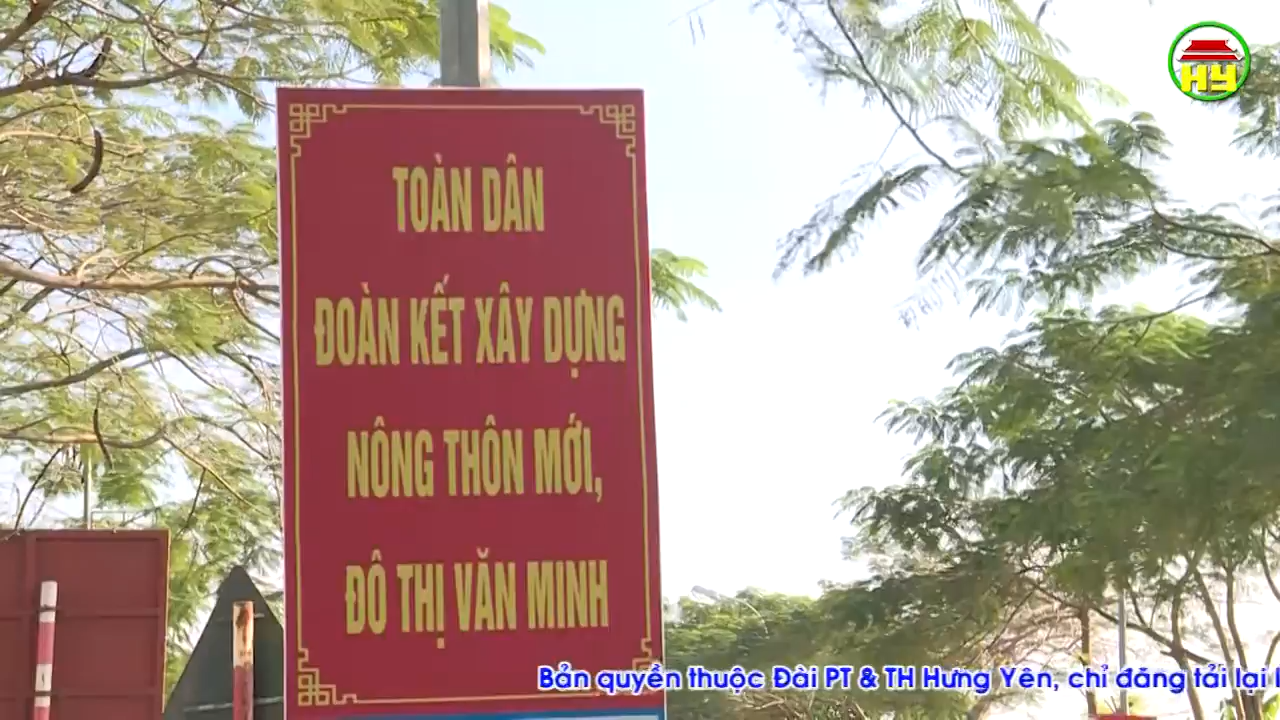 HY
TOÀN DÂN
ĐOÀN KẾT XÂY DỰNG
NÔNG THÔN MỚI,
ĐÔ THỊ VĂN MINH
Bản quyền thuộc Đài PT & TH Hưng Yên, chỉ đăng tải lại